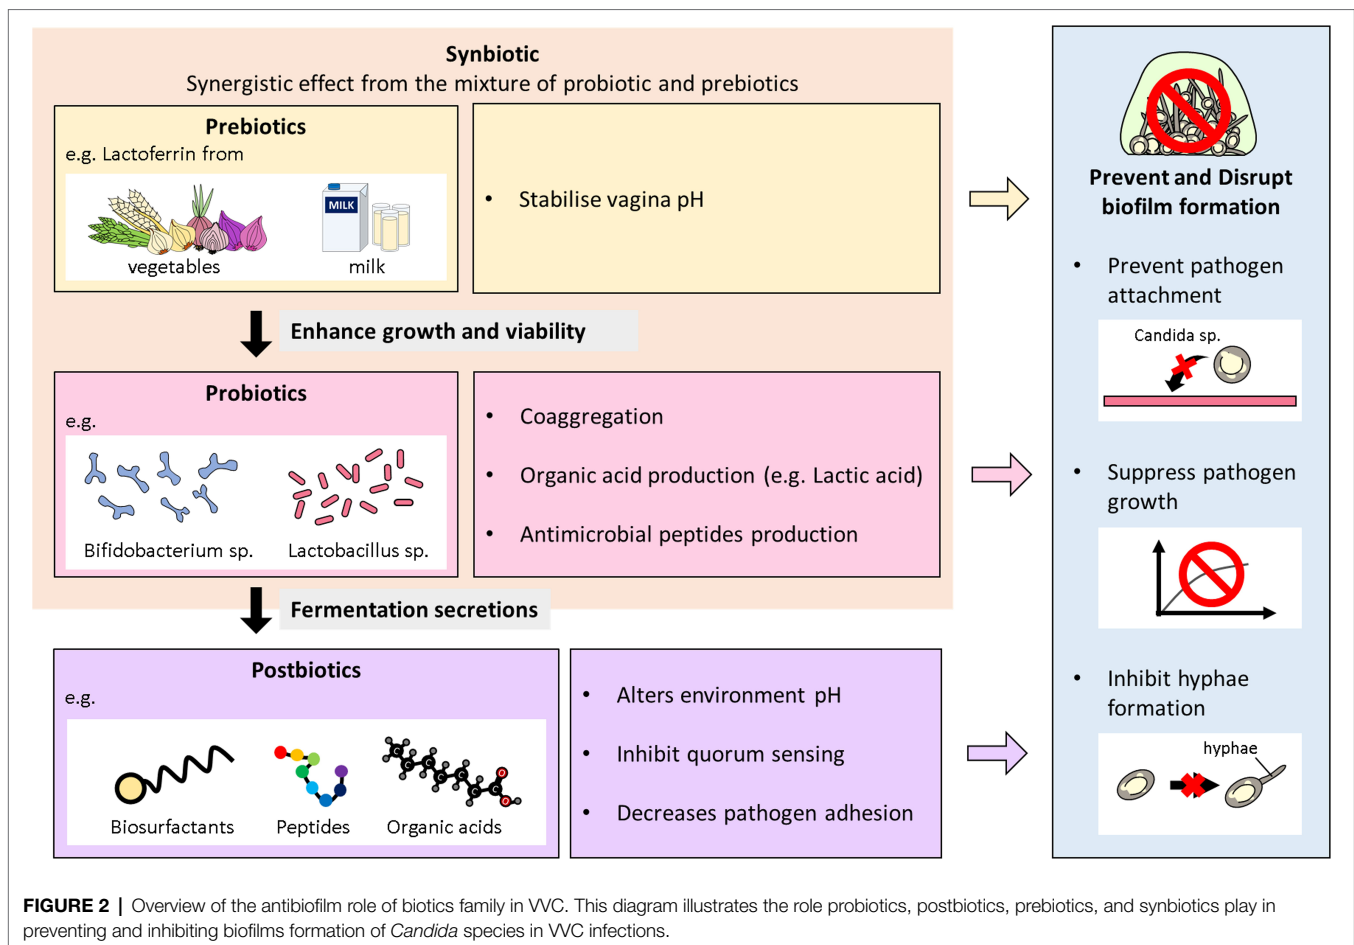 Synbiotic
Synergistic effect from the mixture of probiotic and prebiotics
Prebiotics
e.g. Lactoferrin from
MILK
vegetables
milk
• Stabilise vagina pH
Enhance growth and viability
Probiotics
e.g.
Bifidobacterium sp.
Lactobacillus sp.
• Coaggregation
• Organic acid production (e.g. Lactic acid)
• Antimicrobial peptides production
Fermentation secretions
Postbiotics
e.g.
Biosurfactants
Peptides
Organic acids
• Alters environment pH
• Inhibit quorum sensing
• Decreases pathogen adhesion
Prevent and Disrupt
biofilm formation
• Prevent pathogen
attachment
Candida sp.
• Suppress pathogen
growth
• Inhibit hyphae
formation
hyphae
FIGURE 2 | Overview of the antibiofilm role of biotics family in VVC. This diagram illustrates the role probiotics, postbiotics, prebiotics, and synbiotics play in
preventing and inhibiting biofilms formation of Candida species in VVC infections.